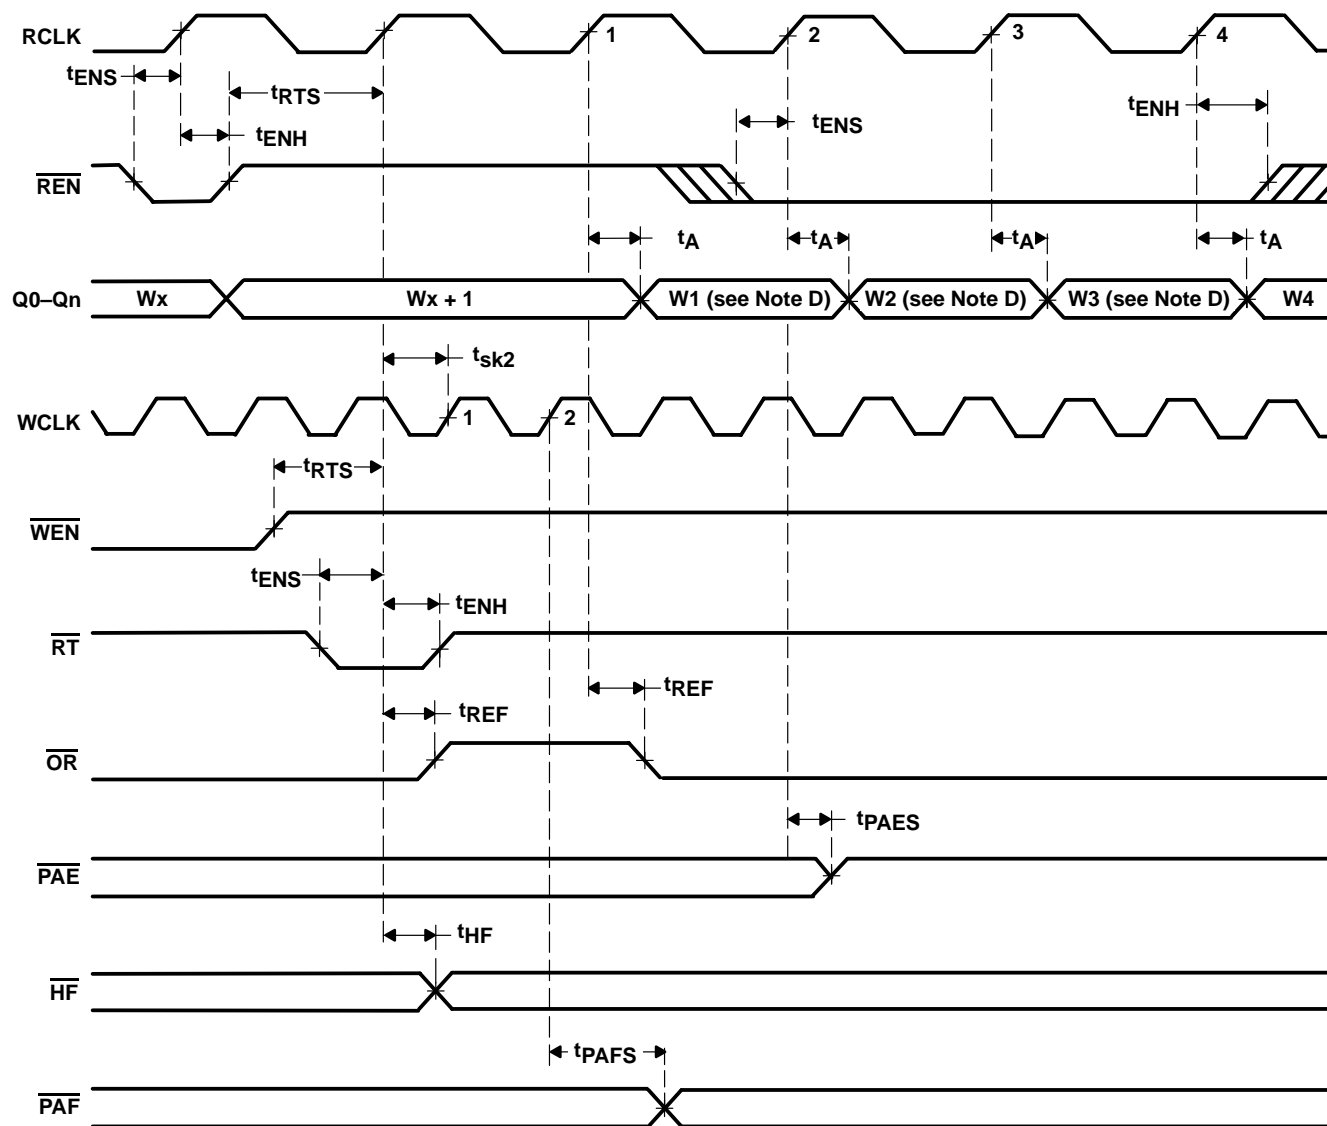 RCLK
1
2
3
4
tENS
tRTS
tENH
tENH
tENS
REN
tA
tA
tA
tA
Q0–Qn
Wx
Wx + 1
W1 (see Note D)
W2 (see Note D)
W3 (see Note D)
W4
tsk2
WCLK
1
2
tRTS
WEN
tENS
tENH
RT
tREF
tREF
OR
tPAES
PAE
tHF
HF
tPAFS
PAF